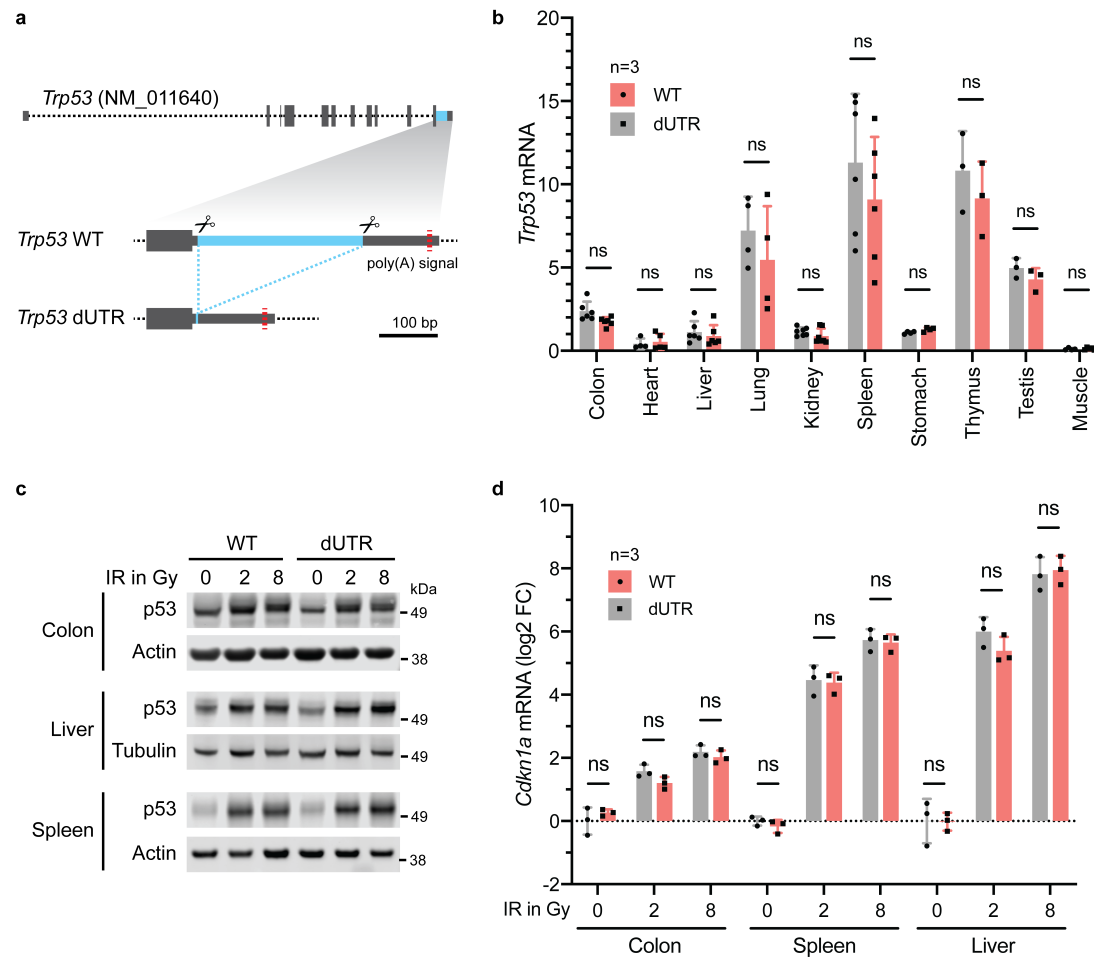 a
Trp53 (NM_011640)
Trp53 WT
poly(A) signal
Trp53 dUTR
100 bp
b
Trp53 mRNA
20
15
10
5
0
n=3
WT
dUTR
ns
ns
ns
ns
ns
ns
ns
ns
ns
ns
Colon
Heart
Liver
Lung
Kidney
Spleen
Stomach
Thymus
Testis
Muscle
c
WT dUTR
IR in Gy 0 2 8 0 2 8 kDa
Colon
p53 49
Actin 38
Liver
p53 49
Tubulin 49
Spleen
p53 49
Actin 38
d
Cdkn1a mRNA (log2 FC)
10
8
6
4
2
0
-2
n=3
WT
dUTR
ns
ns
ns
ns
ns
ns
ns
ns
ns
IR in Gy 0 2 8 0 2 8 0 2 8
Colon Spleen Liver